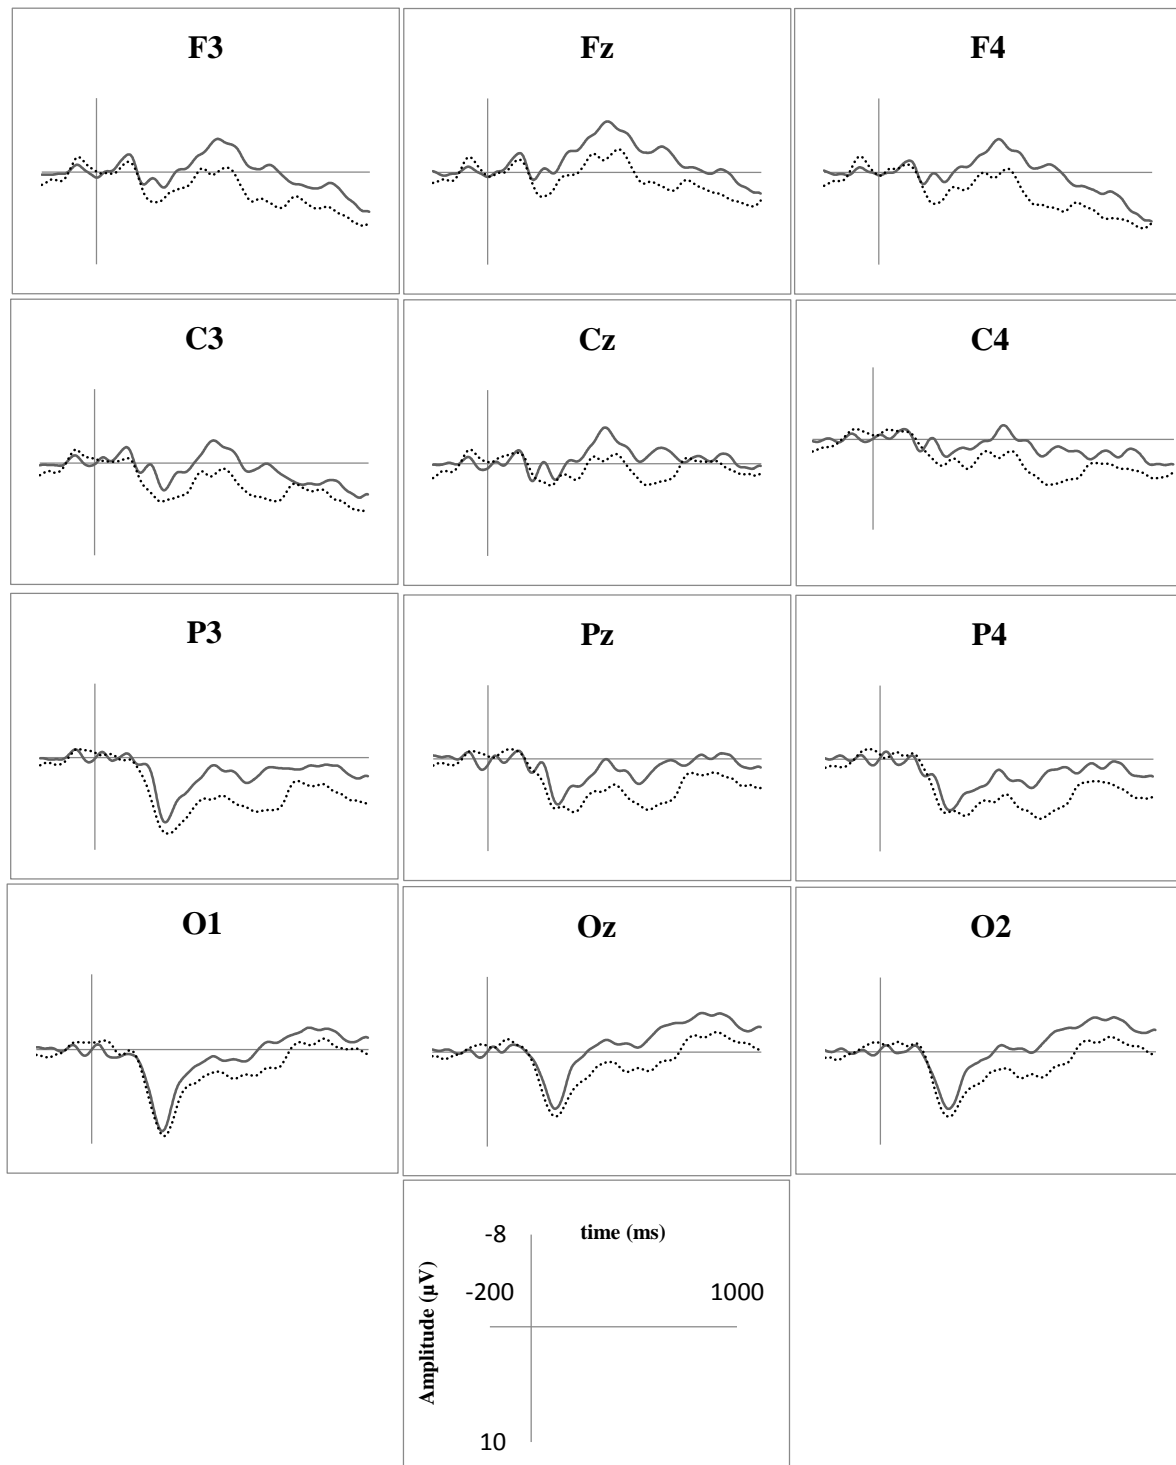 F3
Fz
F4
C3
Cz
C4
P3
Pz
P4
O1
Oz
O2
-8
time (ms)
Amplitude (µV)
-200
1000
10